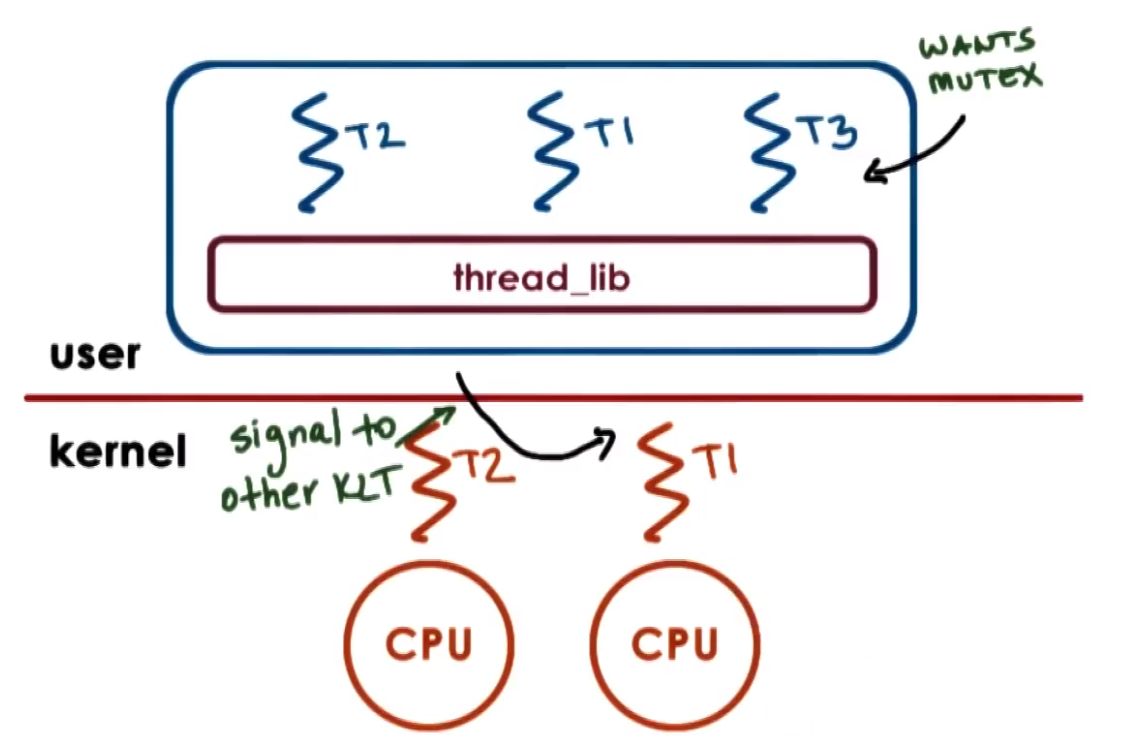 WANTS
MUTEX
T2
T1
T3
thread_lib
user
kernel
signal to
other KLT
T2
T1
CPU
CPU